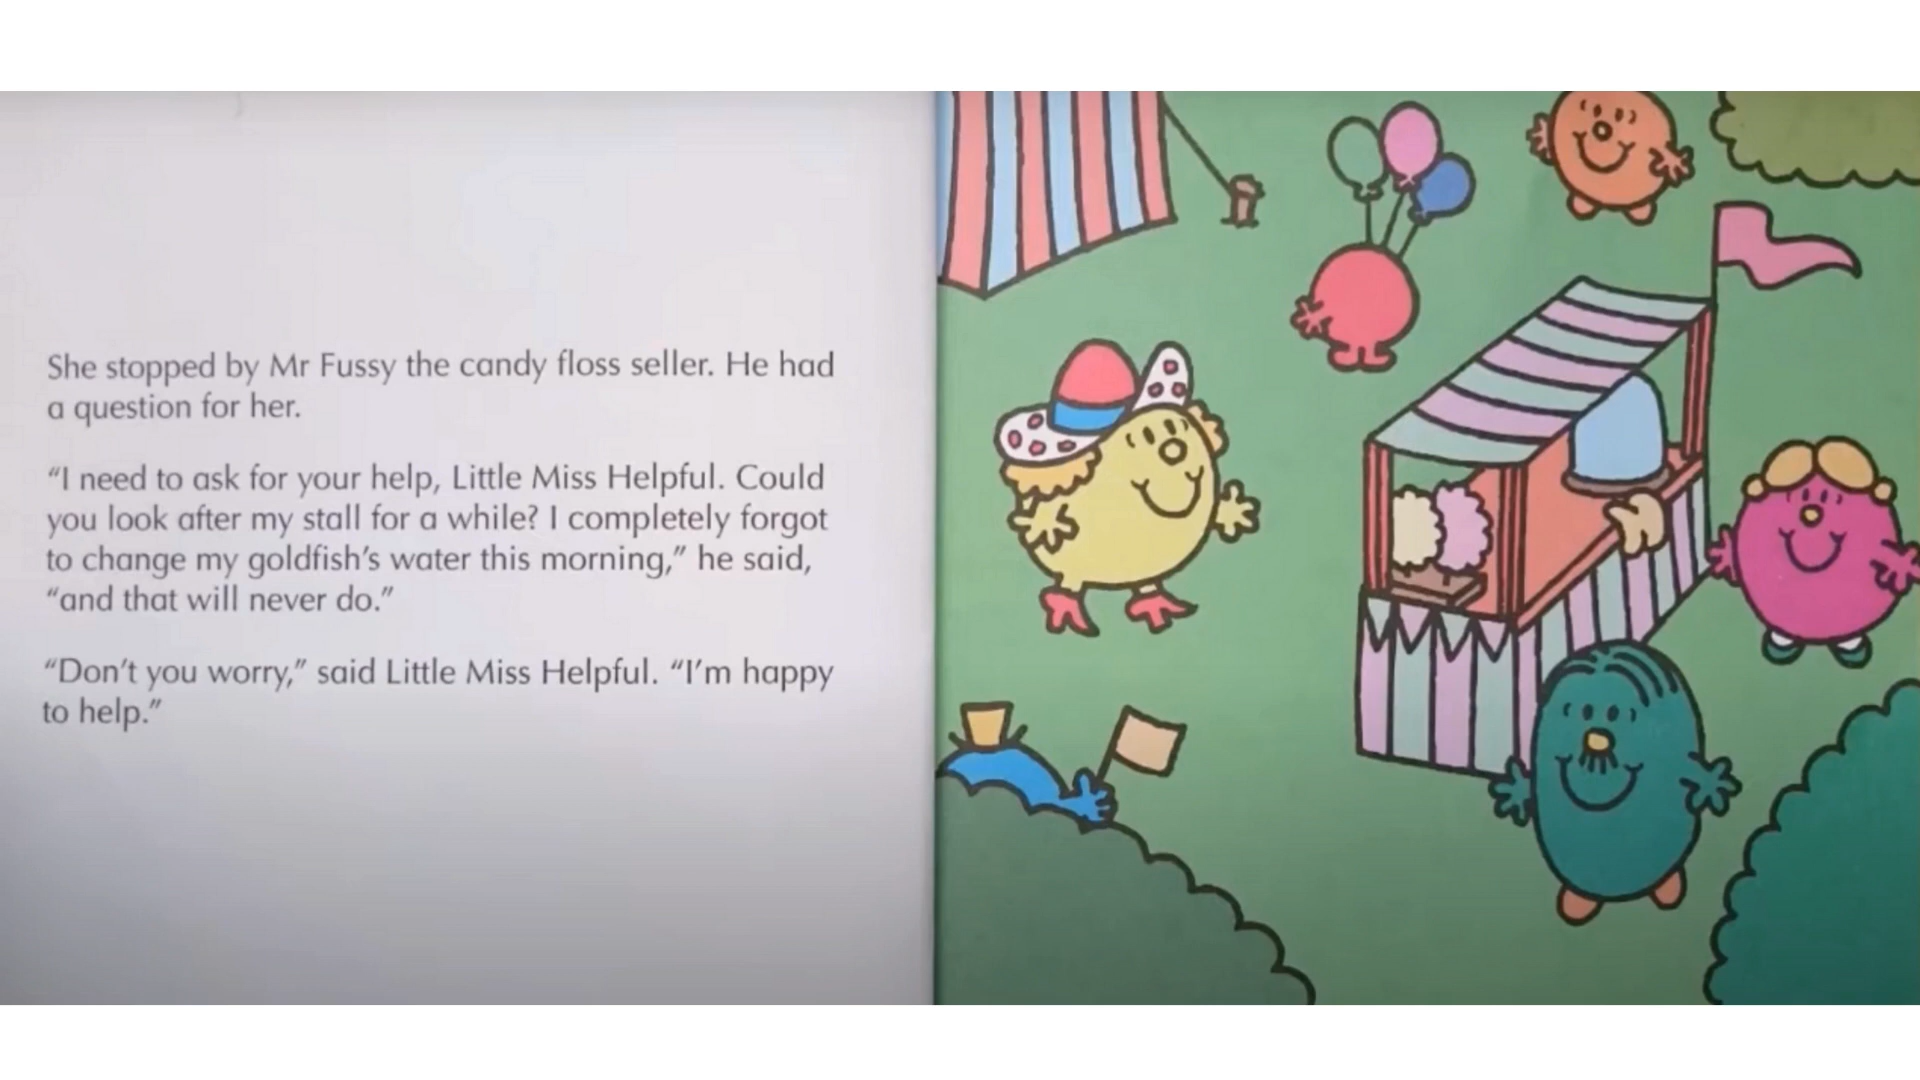 She stopped by Mr Fussy the candy floss seller. He had
a question for her.
“I need to ask for your help, Little Miss Helpful. Could
you look after my stall for a while? I completely forgot
to change my goldfish’s water this morning,” he said,
“and that will never do.”
“Don’t you worry,” said Little Miss Helpful. “I’m happy
to help.”